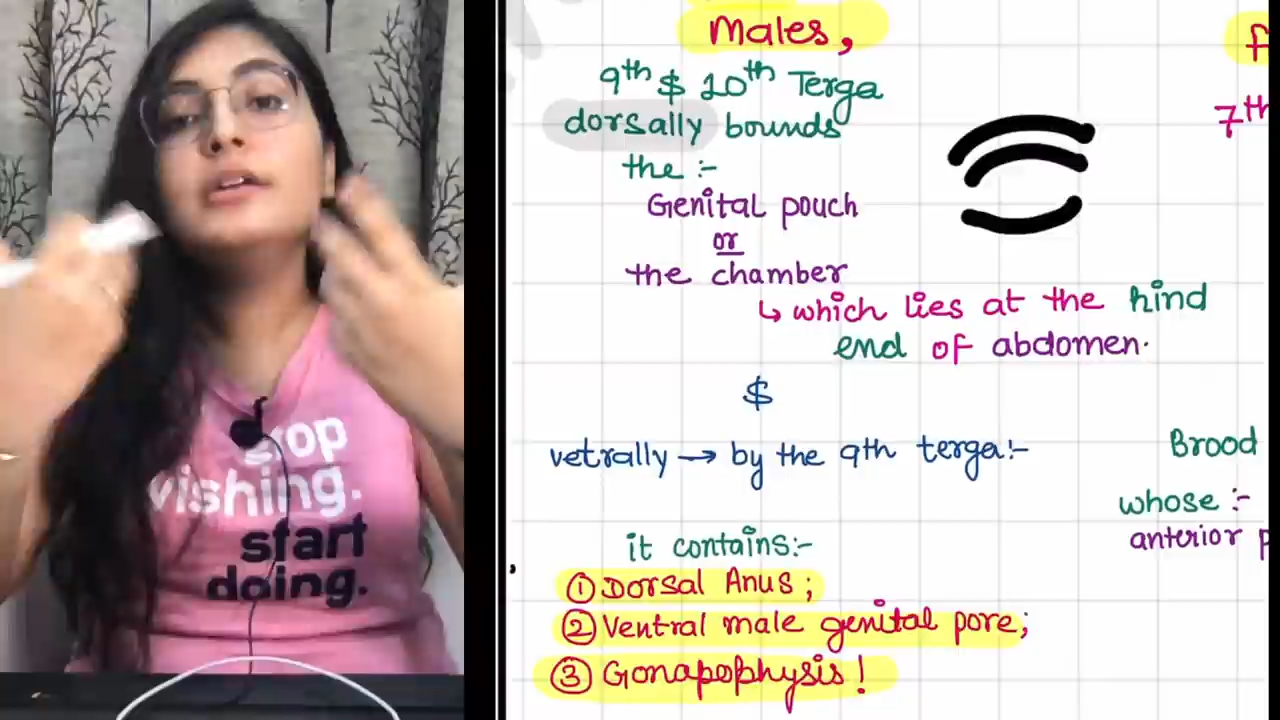 Males,
9th $ 10th Terga
dorsally bounds
the :-
Genital pouch
or
the chamber
↳ which lies at the hind
end of abdomen.
$
vetrally → by the 9th terga:-
it contains:-
① Dorsal Anus;
② Ventral male genital pore;
③ Gonapophysis!
f
7th
Brood
whose :-
anterior p
stop
wishing.
start
doing.